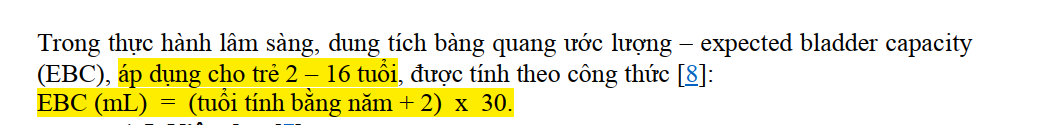 Trong thực hành lâm sàng, dung tích bàng quang ước lượng – expected bladder capacity
(EBC), áp dụng cho trẻ 2 – 16 tuổi, được tính theo công thức [8]:
EBC (mL) = (tuổi tính bằng năm + 2) x 30.